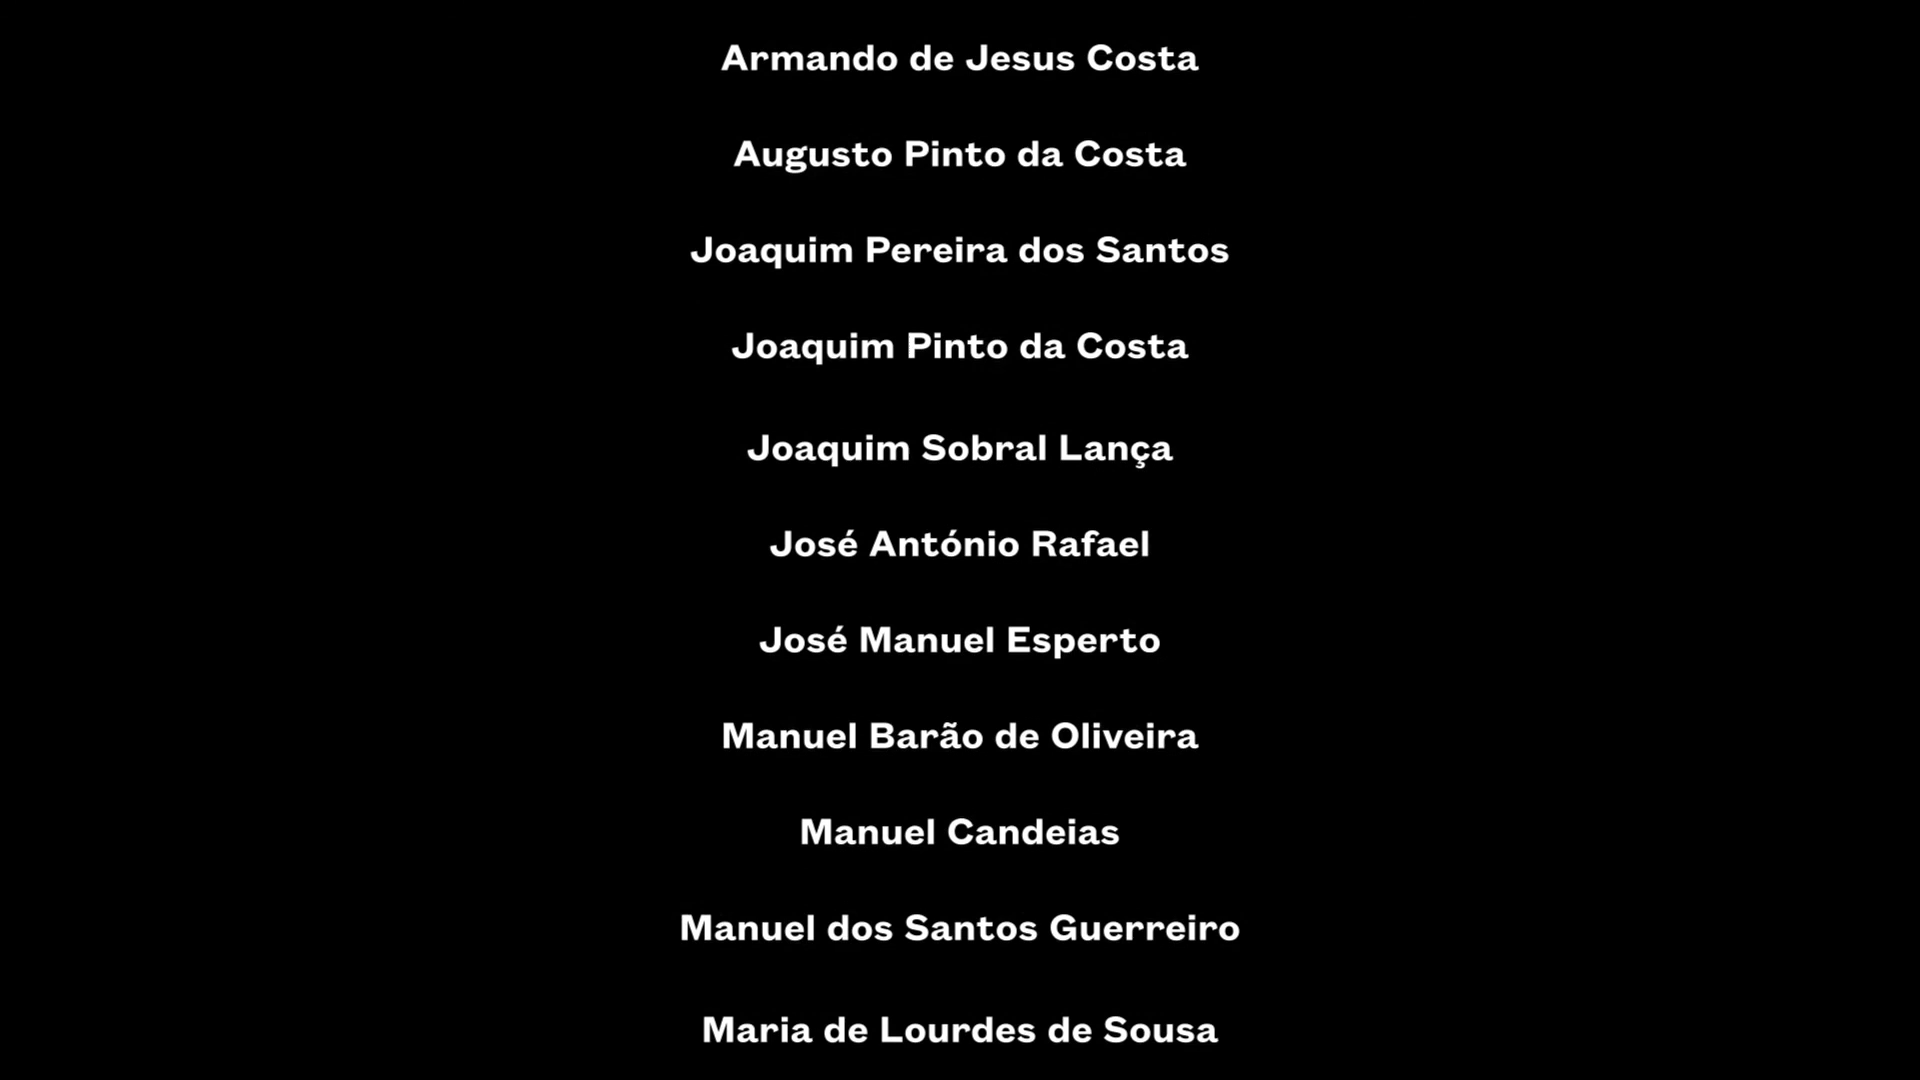 Armando de Jesus Costa
Augusto Pinto da Costa
Joaquim Pereira dos Santos
Joaquim Pinto da Costa
Joaquim Sobral Lança
José António Rafael
José Manuel Esperto
Manuel Barão de Oliveira
Manuel Candeias
Manuel dos Santos Guerreiro
Maria de Lourdes de Sousa